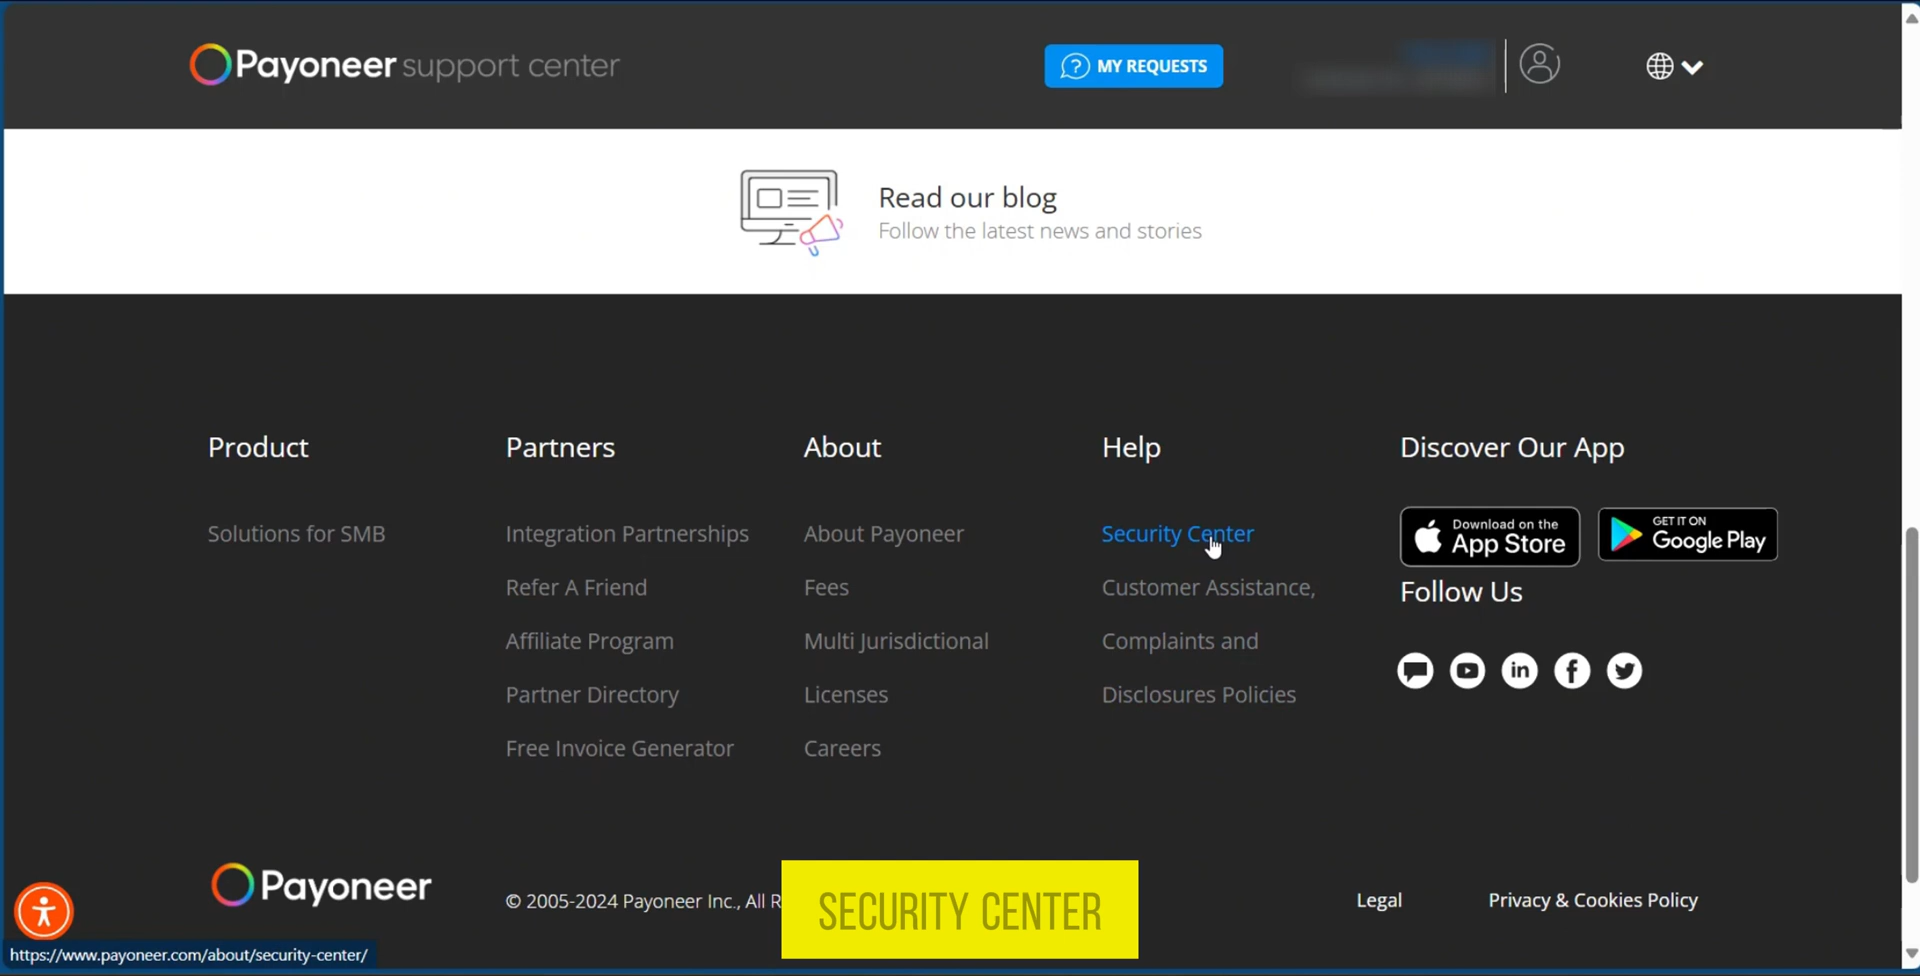 Payoneer support center
MY REQUESTS
Read our blog
Follow the latest news and stories
Product
Solutions for SMB
Partners
Integration Partnerships
Refer A Friend
Affiliate Program
Partner Directory
Free Invoice Generator
About
About Payoneer
Fees
Multi Jurisdictional
Licenses
Careers
Help
Security Center
Customer Assistance,
Complaints and
Disclosures Policies
Discover Our App
Download on the
App Store
GET IT ON
Google Play
Follow Us
Payoneer
© 2005-2024 Payoneer Inc., All R
SECURITY CENTER
Legal
Privacy & Cookies Policy
https://www.payoneer.com/about/security-center/